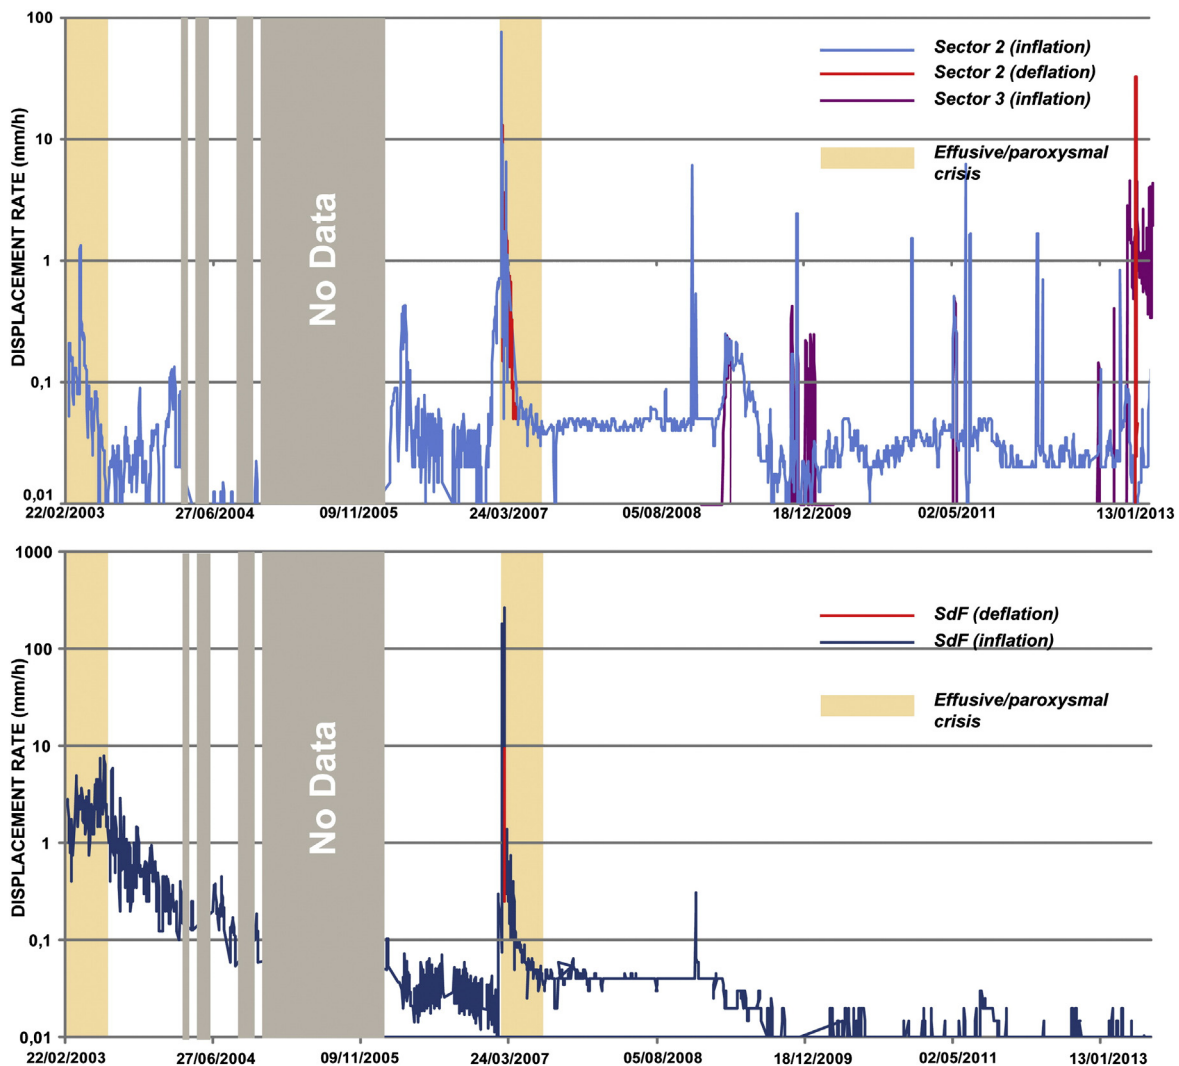 100
10
1
0,1
0,01
DISPLACEMENT RATE (mm/h)
No Data
Sector 2 (inflation)
Sector 2 (deflation)
Sector 3 (inflation)
Effusive/paroxysmal
crisis
22/02/2003 27/06/2004 09/11/2005 24/03/2007 05/08/2008 18/12/2009 02/05/2011 13/01/2013
1000
100
10
1
0,1
0,01
DISPLACEMENT RATE (mm/h)
No Data
SdF (deflation)
SdF (inflation)
Effusive/paroxysmal
crisis
22/02/2003 27/06/2004 09/11/2005 24/03/2007 05/08/2008 18/12/2009 02/05/2011 13/01/2013